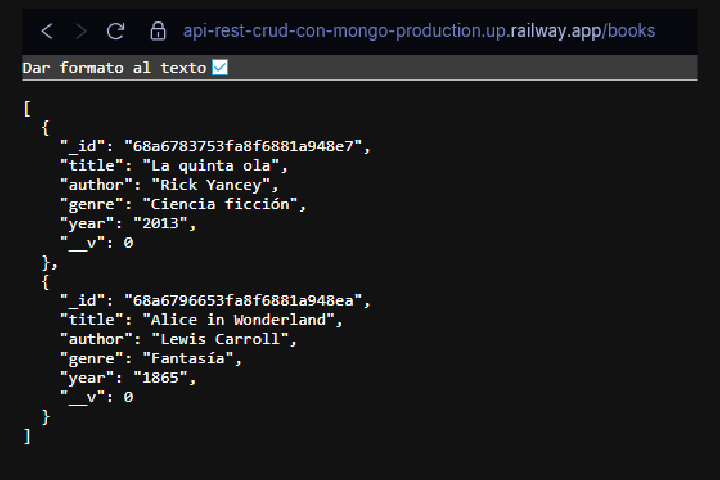 api-rest-crud-con-mongo-production.up.railway.app/books
Dar formato al texto
[
  {
    "_id": "68a6783753fa8f6881a948e7",
    "title": "La quinta ola",
    "author": "Rick Yancey",
    "genre": "Ciencia ficción",
    "year": "2013",
    "__v": 0
  },
  {
    "_id": "68a6796653fa8f6881a948ea",
    "title": "Alice in Wonderland",
    "author": "Lewis Carroll",
    "genre": "Fantasía",
    "year": "1865",
    "__v": 0
  }
]